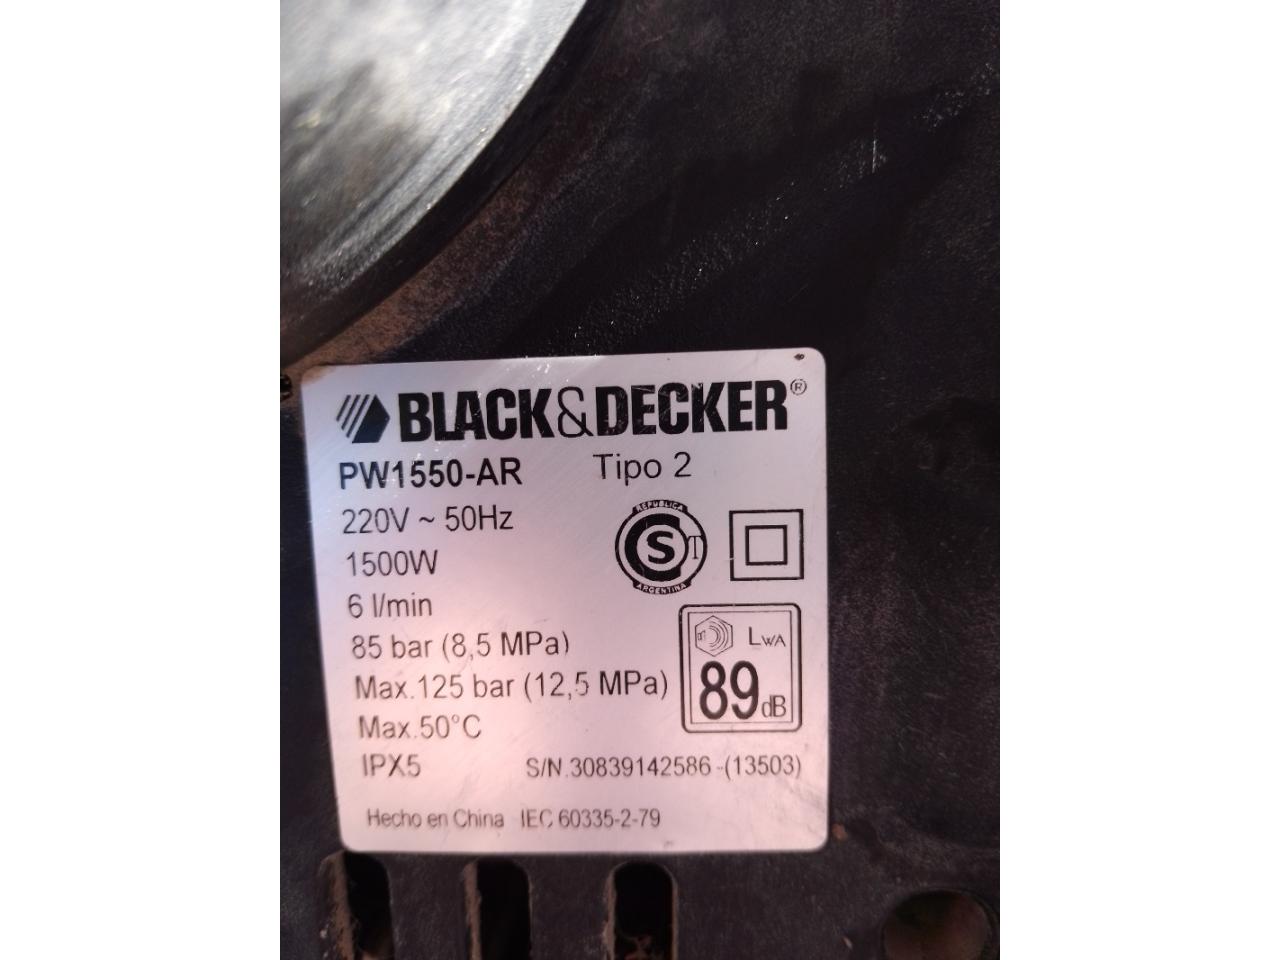 BLACK&DECKER®
PW1550-AR Tipo 2
220V ~ 50Hz
REPUBLICA
S T
ARGENTINA
1500W
6 l/min
85 bar (8,5 MPa)
Max.125 bar (12,5 MPa)
LWA
89dB
Max.50°C
IPX5 S/N.30839142586 -(13503)
Hecho en China IEC 60335-2-79